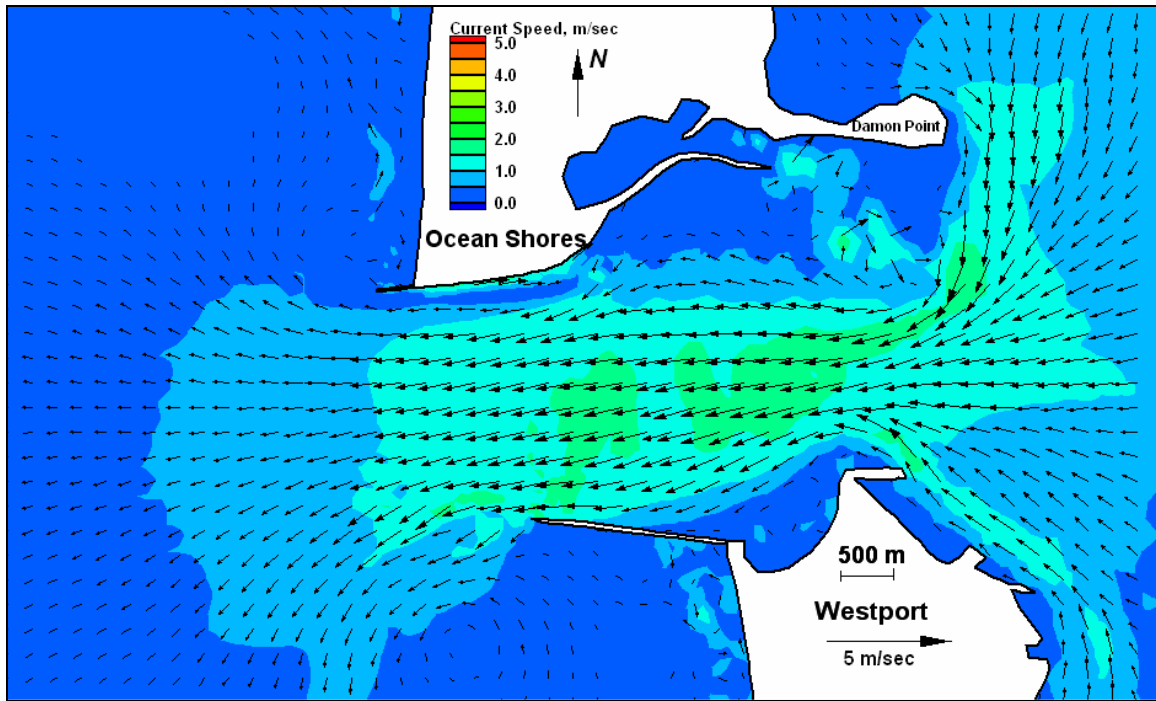 Current Speed, m/sec
5.0
4.0
3.0
2.0
1.0
0.0
N
Damon Point
Ocean Shores
500 m
Westport
5 m/sec